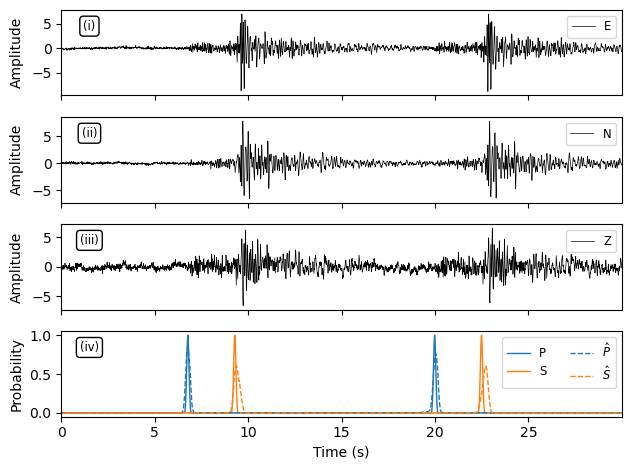 (i)
E
Amplitude
5
0
−5
(ii)
N
Amplitude
5
0
−5
(iii)
Z
Amplitude
5
0
−5
(iv)
P
S
P̂
Ŝ
Probability
1.0
0.5
0.0
0
5
10
15
20
25
Time (s)